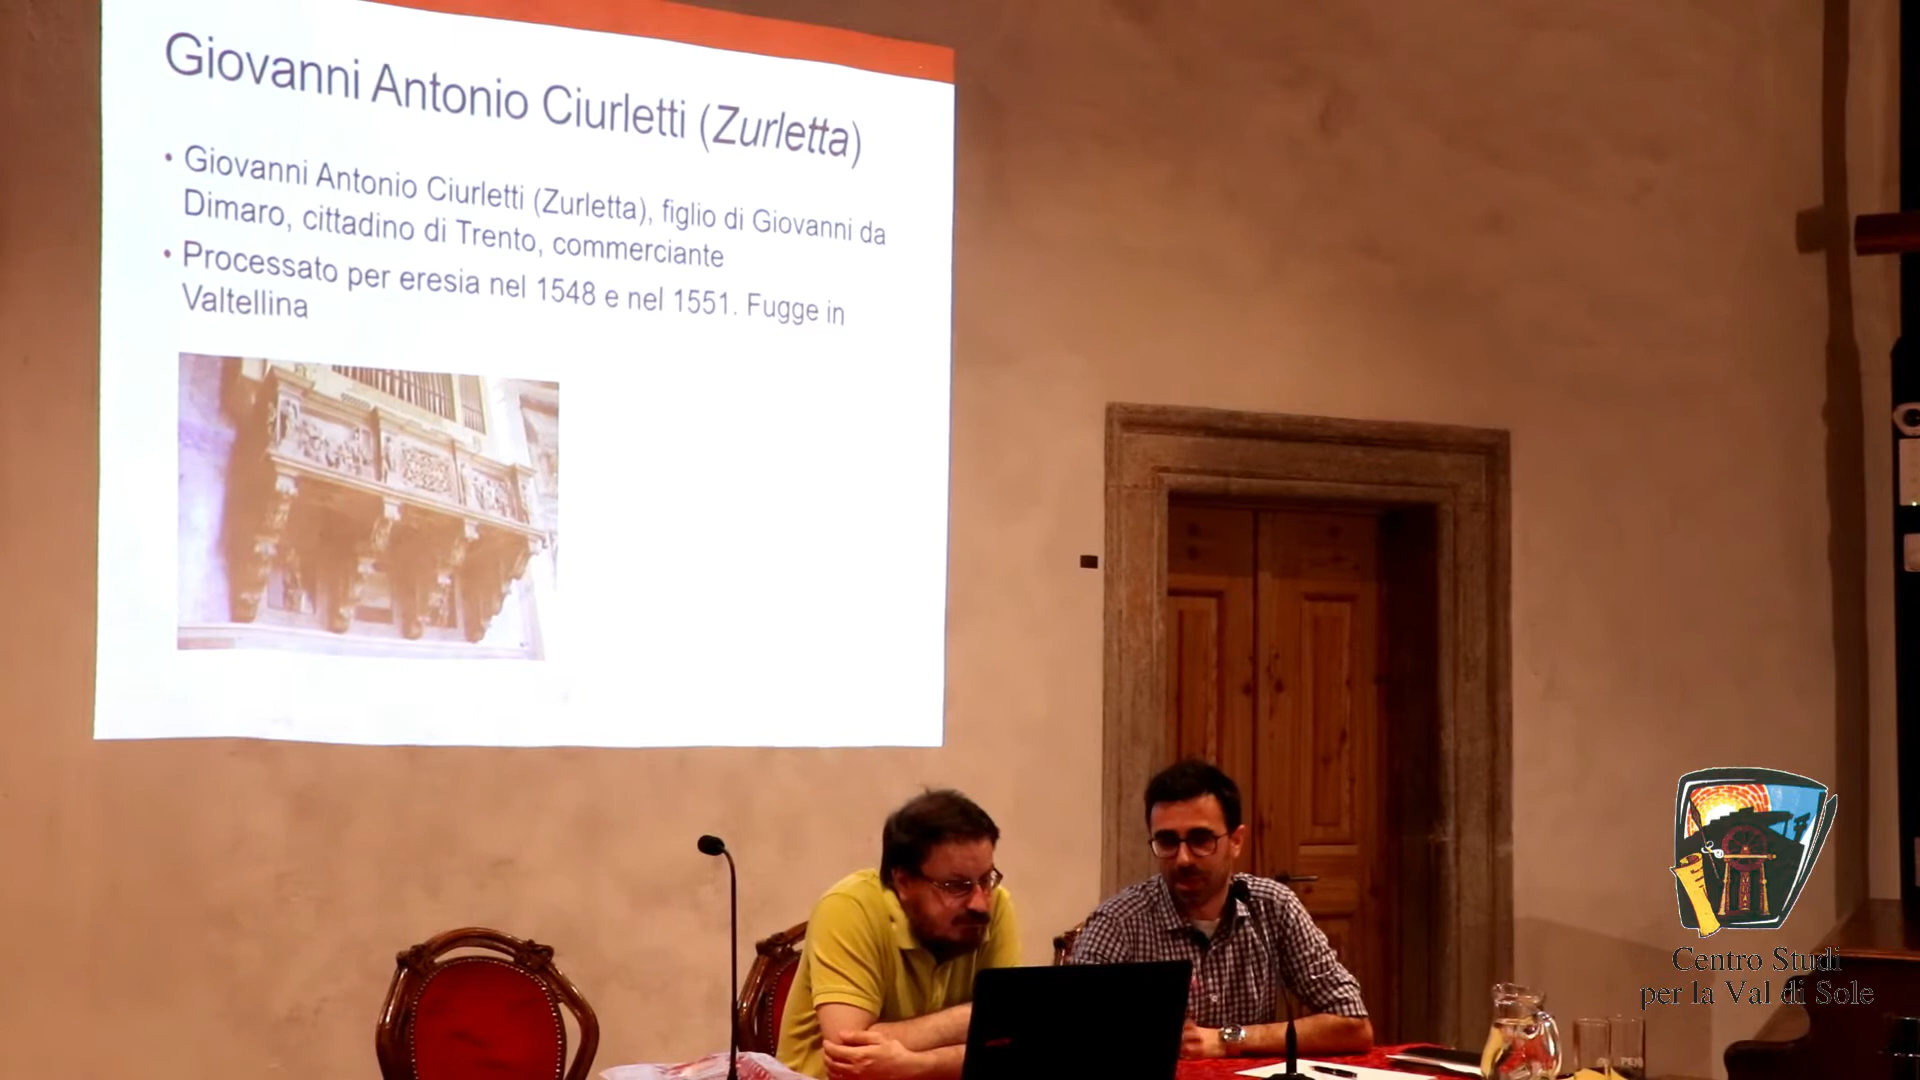 Giovanni Antonio Ciurletti (Zurletta)
• Giovanni Antonio Ciurletti (Zurletta), figlio di Giovanni da
Dimaro, cittadino di Trento, commerciante
• Processato per eresia nel 1548 e nel 1551. Fugge in
Valtellina
Centro Studi
per la Val di Sole